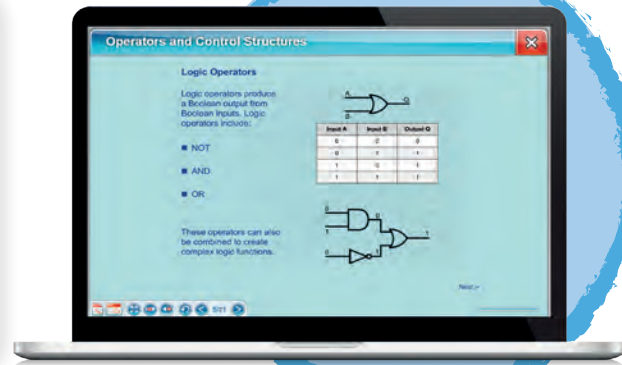 Operators and Control Structures
Logic Operators
Logic operators produce
a Boolean output from
Boolean Inputs. Logic
operators include:
■ NOT
■ AND
■ OR
These operators can also
be combined to create
complex logic functions.
A
B
Q
Input A Input B Output Q
0
0
1
1 1 1
0
1
0
0
1
1
Next >
5/21